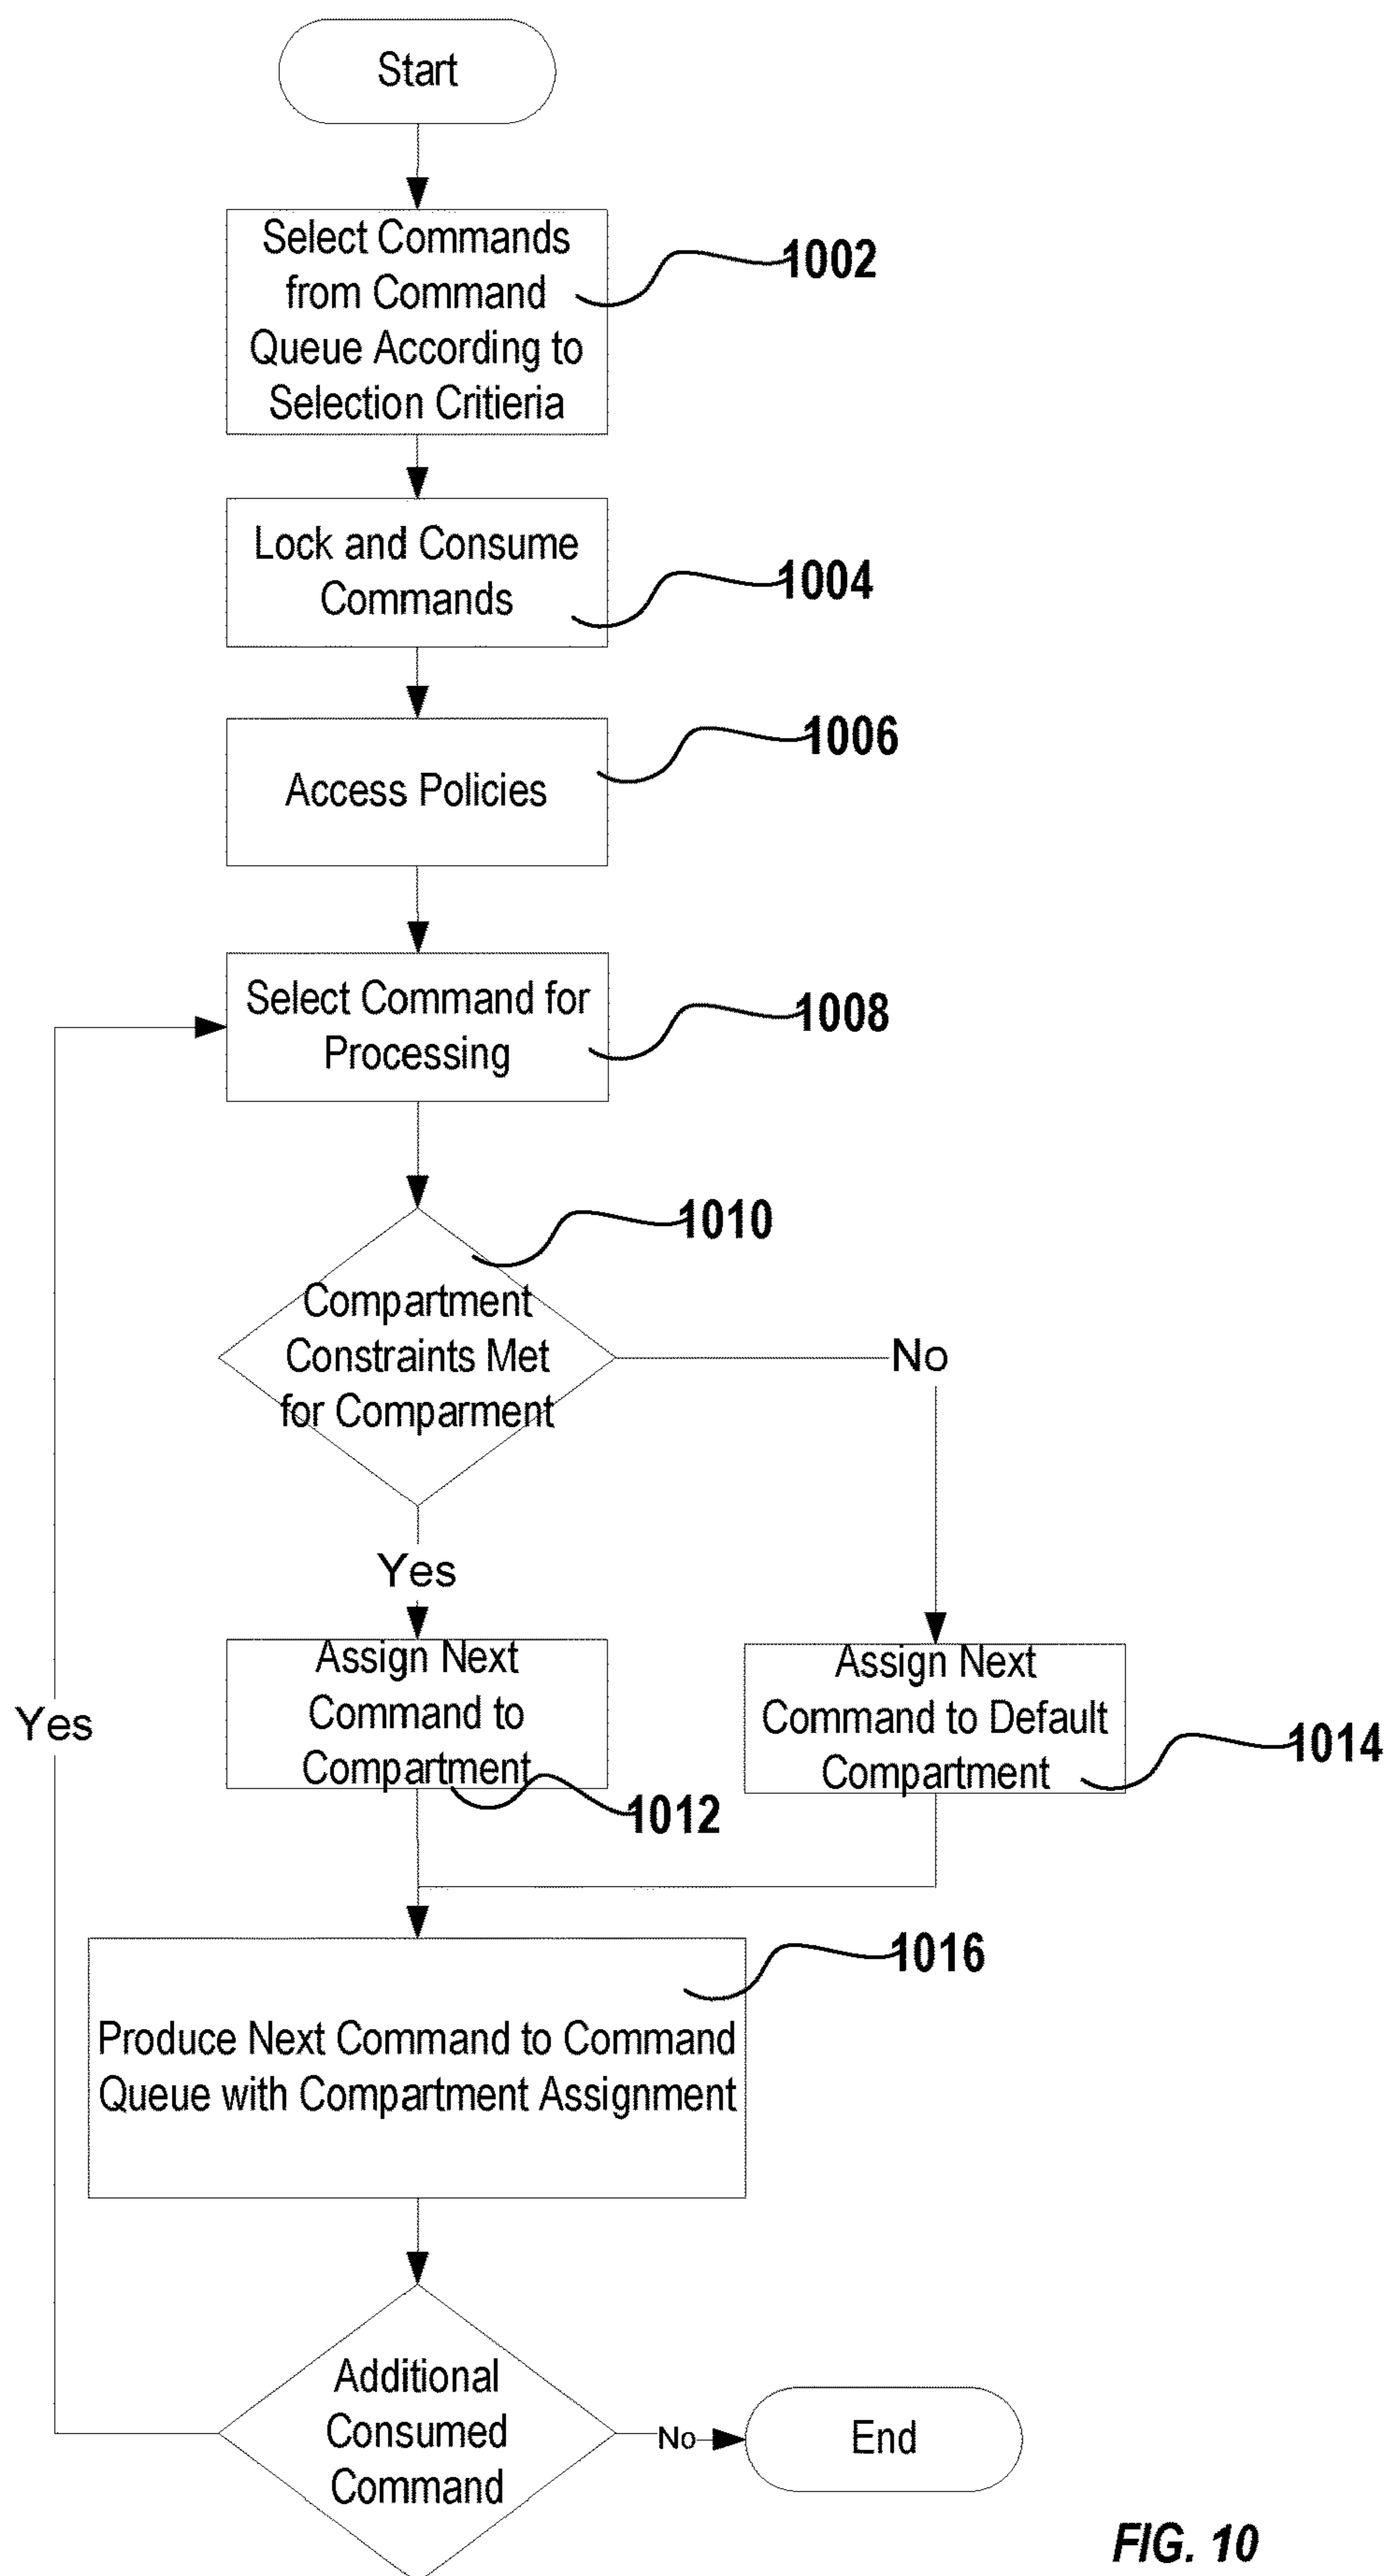 Start
Select Commands
from Command
Queue According to
Selection Critieria
1002
Lock and Consume
Commands
1004
Access Policies
1006
Select Command for
Processing
1008
1010
Compartment
Constraints Met
for Comparment
No
Yes
Assign Next
Command to
Compartment
1012
Assign Next
Command to Default
Compartment
1014
Yes
Produce Next Command to Command
Queue with Compartment Assignment
1016
Additional
Consumed
Command
No
End
FIG. 10